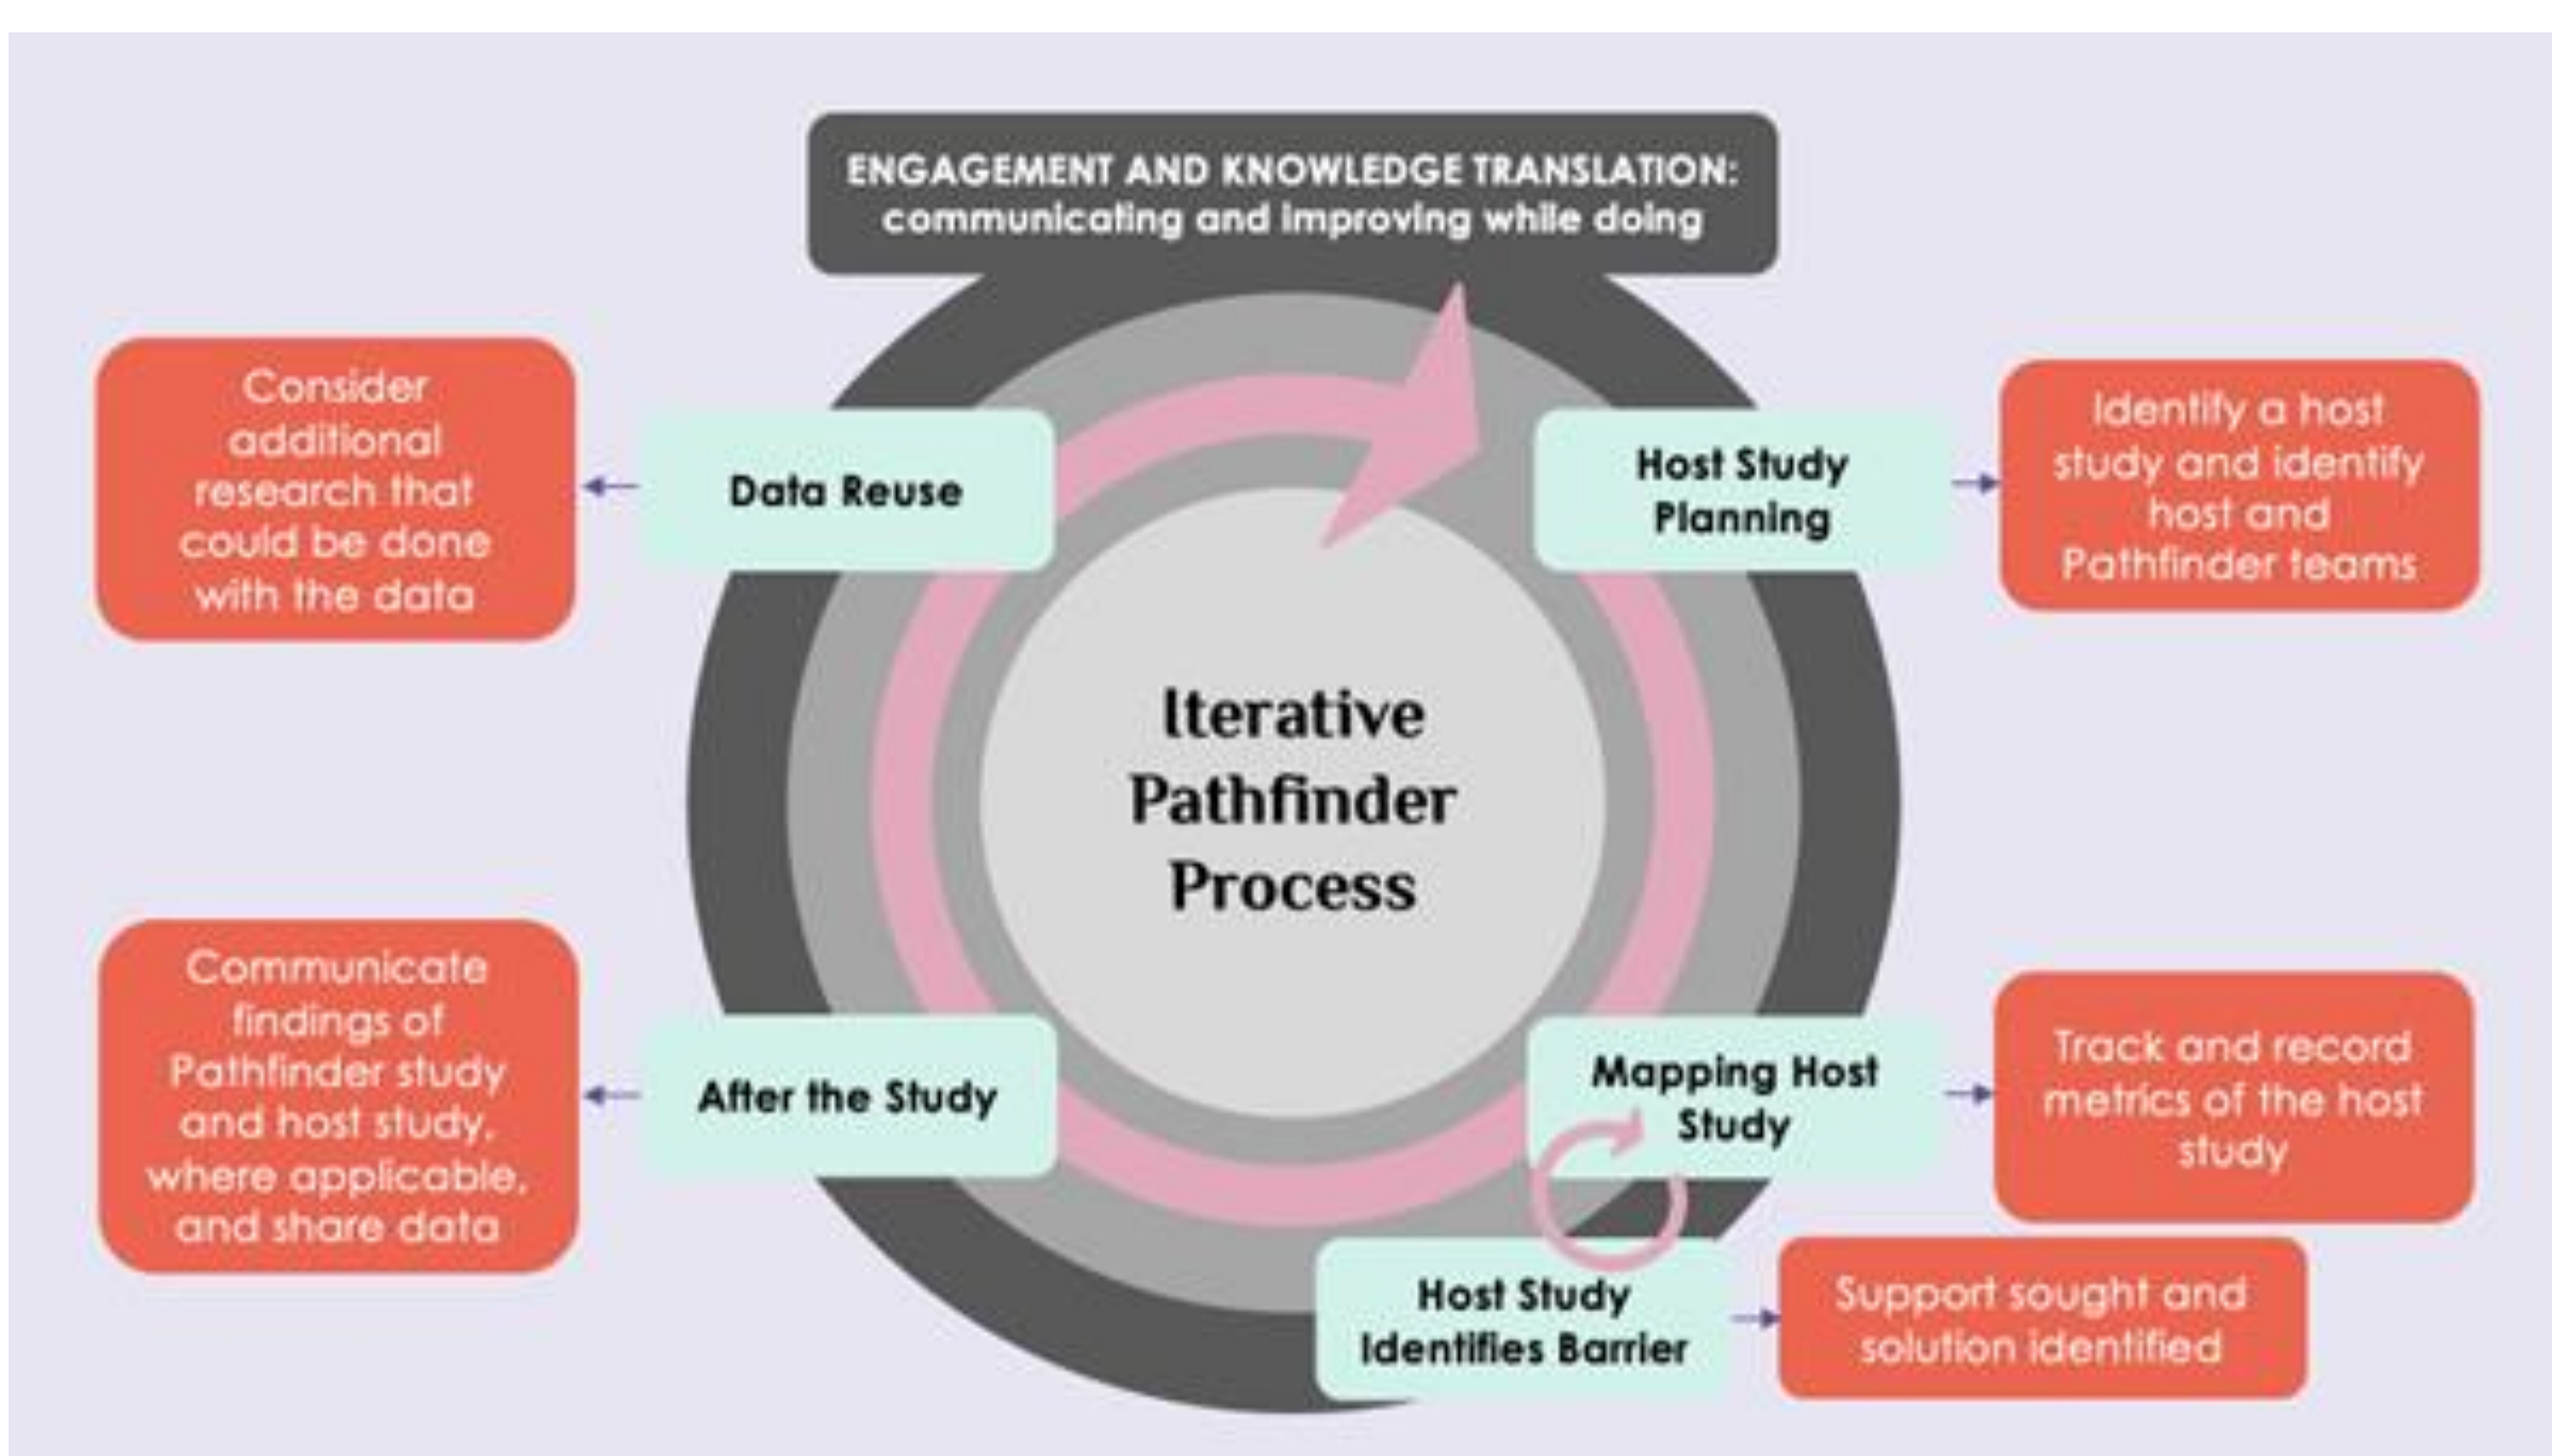 ENGAGEMENT AND KNOWLEDGE TRANSLATION:
communicating and improving while doing
Consider
additional
research that
could be done
with the data
Data Reuse
Host Study
Planning
Identify a host
study and identify
host and
Pathfinder teams
Iterative
Pathfinder
Process
Communicate
findings of
Pathfinder study
and host study,
where applicable,
and share data
After the Study
Mapping Host
Study
Track and record
metrics of the host
study
Host Study
Identifies Barrier
Support sought and
solution identified